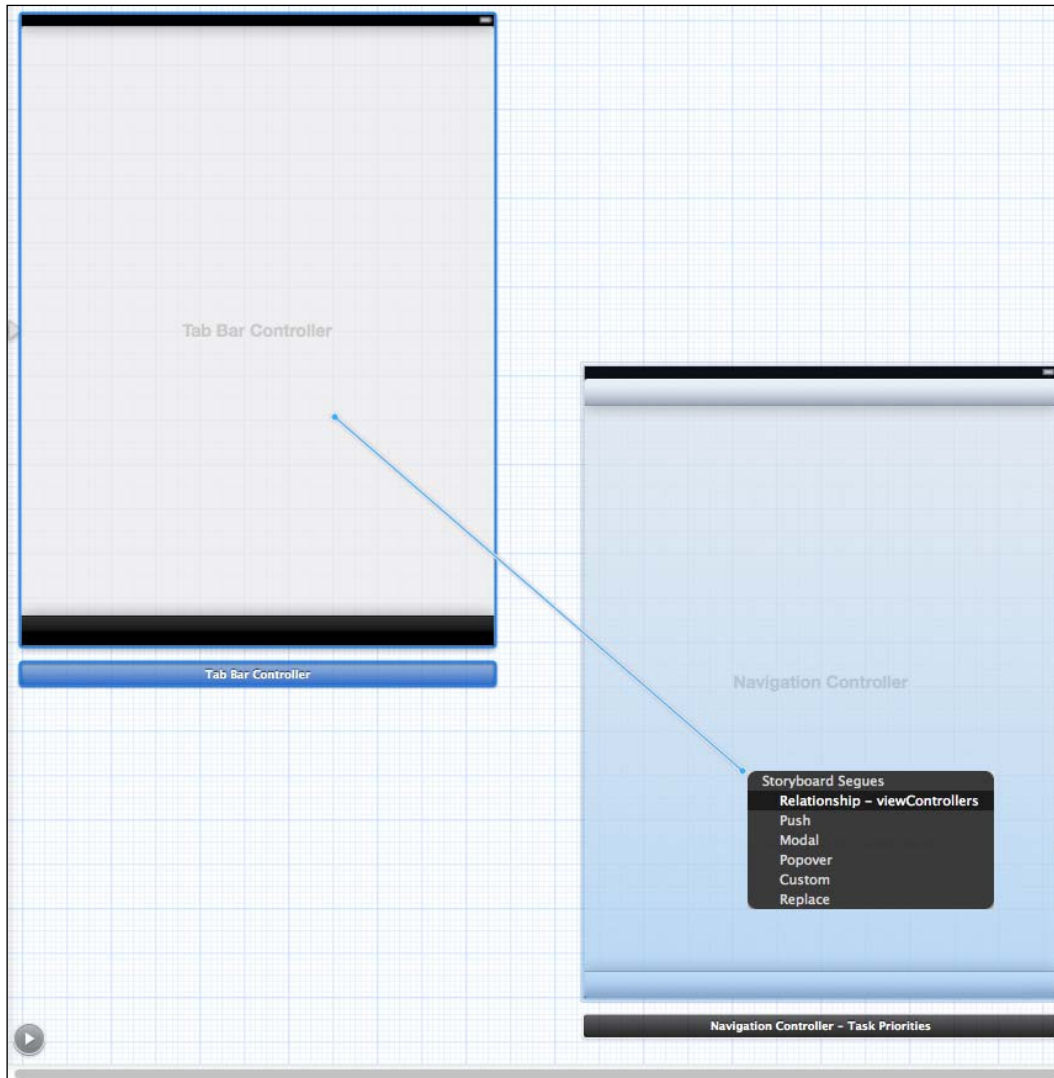 Tab Bar Controller
Tab Bar Controller
Navigation Controller
Storyboard Segues
Relationship – viewControllers
Push
Modal
Popover
Custom
Replace
Navigation Controller – Task Priorities